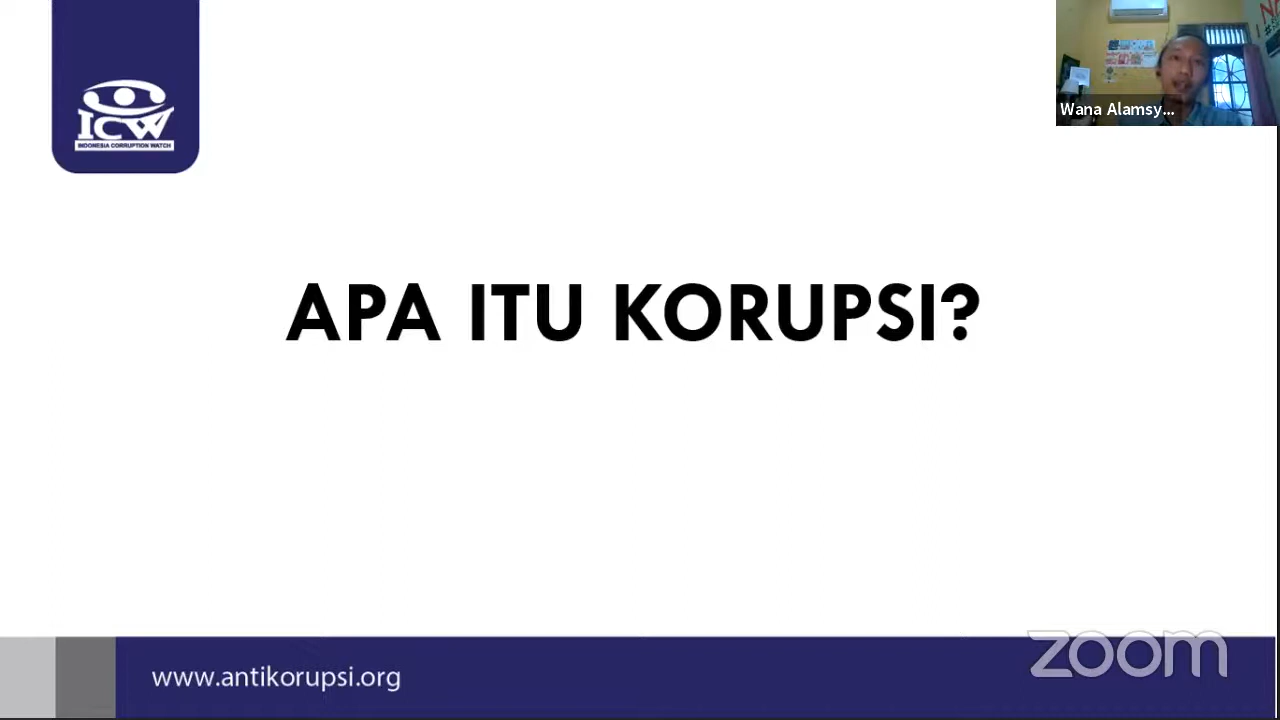 ICW
INDONESIA CORRUPTION WATCH
Wana Alamsy...
APA ITU KORUPSI?
www.antikorupsi.org
zoom